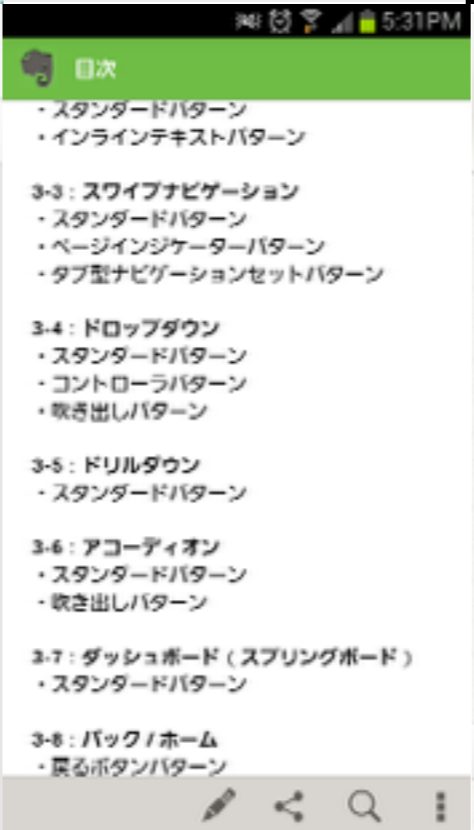 5:31PM
目次
・スタンダードパターン
・インラインテキストパターン
3-3：スワイプナビゲーション
・スタンダードパターン
・ページインジケーターパターン
・タブ型ナビゲーションセットパターン
3-4：ドロップダウン
・スタンダードパターン
・コントローラパターン
・吹き出しパターン
3-5：ドリルダウン
・スタンダードパターン
3-6：アコーディオン
・スタンダードパターン
・吹き出しパターン
3-7：ダッシュボード（スプリングボード）
・スタンダードパターン
3-8：バック / ホーム
・戻るボタンパターン